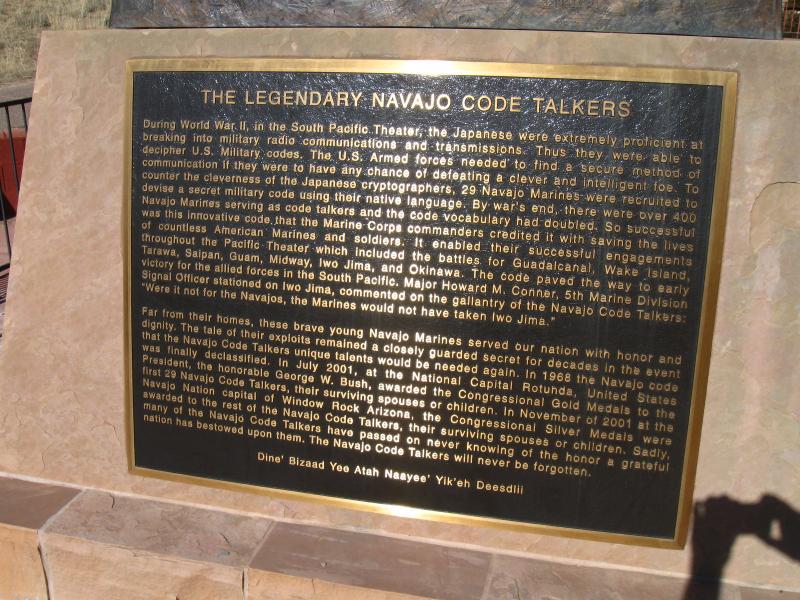 THE LEGENDARY NAVAJO CODE TALKERS
During World War II, in the South Pacific Theater, the Japanese were extremely proficient at
breaking into military radio communications and transmissions. Thus they were able to
decipher U.S. Military codes. The U.S. Armed forces needed to find a secure method of
communication if they were to have any chance of defeating a clever and intelligent foe. To
counter the cleverness of the Japanese cryptographers, 29 Navajo Marines were recruited to
devise a secret military code using their native language. By war's end, there were over 400
Navajo Marines serving as code talkers and the code vocabulary had doubled. So successful
was this innovative code that the Marine Corps commanders credited it with saving the lives
of countless American Marines and soldiers. It enabled their successful engagements
throughout the Pacific Theater which included the battles for Guadalcanal, Wake Island,
Tarawa, Saipan, Guam, Midway, Iwo Jima, and Okinawa. The code paved the way to early
victory for the allied forces in the South Pacific. Major Howard M. Conner, 5th Marine Division
Signal Officer stationed on Iwo Jima, commented on the gallantry of the Navajo Code Talkers:
"Were it not for the Navajos, the Marines would not have taken Iwo Jima."
Far from their homes, these brave young Navajo Marines served our nation with honor and
dignity. The tale of their exploits remained a closely guarded secret for decades in the event
that the Navajo Code Talkers unique talents would be needed again. In 1968 the Navajo code
was finally declassified. In July 2001, at the National Capital Rotuhda, United States
President, the honorable George W. Bush, awarded the Congressional Gold Medals to the
first 29 Navajo Code Talkers, their surviving spouses or children. In November of 2001 at the
Navajo Nation capital of Window Rock Arizona, the Congressional Silver Medals were
awarded to the rest of the Navajo Code Talkers, their surviving spouses or children. Sadly,
many of the Navajo Code Talkers have passed on never knowing of the honor a grateful
nation has bestowed upon them. The Navajo Code Talkers will never be forgotten.
Dine' Bizaad Yee Atah Naayee' Yik'eh Deesdlii